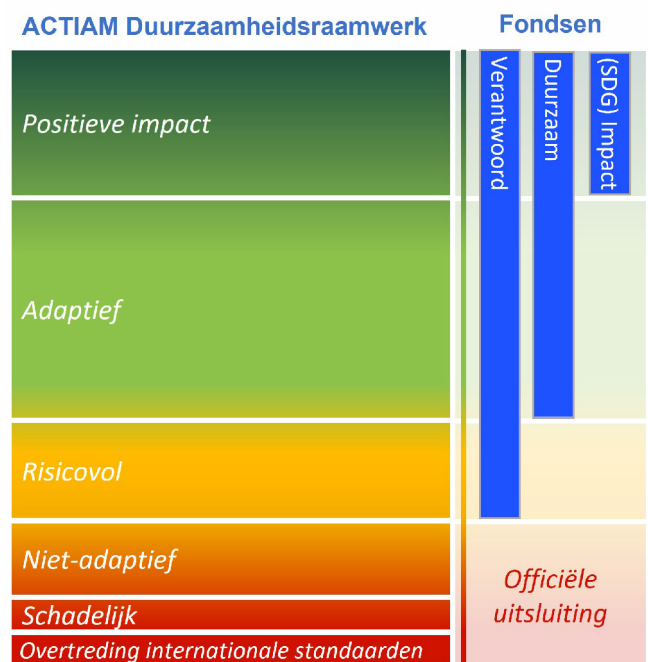 ACTIAM Duurzaamheidsraamwerk
Fondsen
Positieve impact
Adaptief
Risicovol
Niet-adaptief
Schadelijk
Overtreding internationale standaarden
Verantwoord
Duurzaam
(SDG) Impact
Officiële
uitsluiting